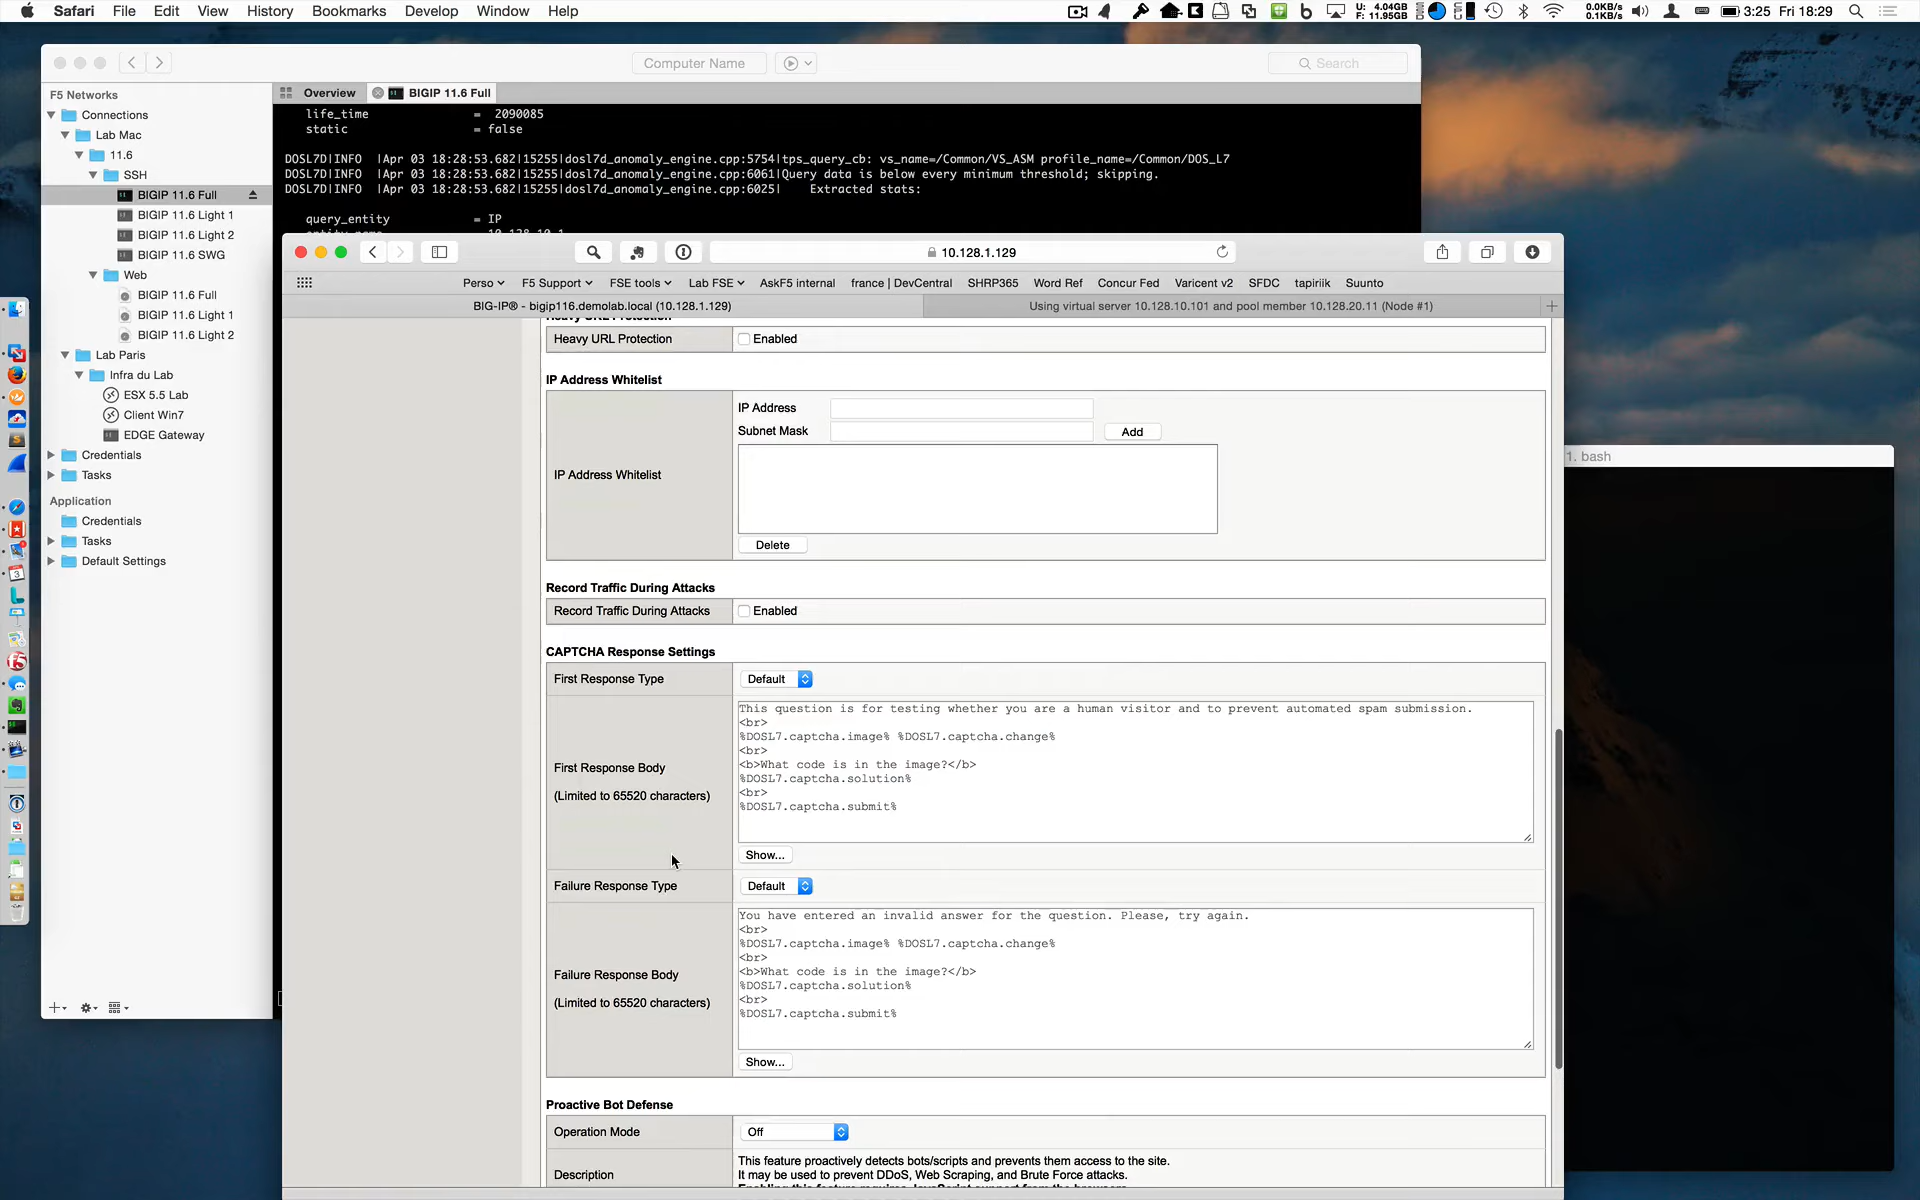 Safari File Edit View History Bookmarks Develop Window Help
U: 4.04GB
F: 11.95GB
0.0KB/s
0.1KB/s
3:25 Fri 18:29
Computer Name
Search
F5 Networks
Connections
Lab Mac
11.6
SSH
BIGIP 11.6 Full
BIGIP 11.6 Light 1
BIGIP 11.6 Light 2
BIGIP 11.6 SWG
Web
BIGIP 11.6 Full
BIGIP 11.6 Light 1
BIGIP 11.6 Light 2
Lab Paris
Infra du Lab
ESX 5.5 Lab
Client Win7
EDGE Gateway
Credentials
Tasks
Application
Credentials
Tasks
Default Settings
Overview BIGIP 11.6 Full
life_time = 2090085
static = false
DOSL7D|INFO |Apr 03 18:28:53.682|15255|dosl7d_anomaly_engine.cpp:5754|tps_query_cb: vs_name=/Common/VS_ASM profile_name=/Common/DOS_L7
DOSL7D|INFO |Apr 03 18:28:53.682|15255|dosl7d_anomaly_engine.cpp:6061|Query data is below every minimum threshold; skipping.
DOSL7D|INFO |Apr 03 18:28:53.682|15255|dosl7d_anomaly_engine.cpp:6025| Extracted stats:
query_entity = IP
10.128.1.129
Perso F5 Support FSE tools Lab FSE AskF5 internal france | DevCentral SHRP365 Word Ref Concur Fed Varicent v2 SFDC tapiriik Suunto
BIG-IP® - bigip116.demolab.local (10.128.1.129)
Using virtual server 10.128.10.101 and pool member 10.128.20.11 (Node #1)
Heavy URL Protection
Heavy URL Protection Enabled
IP Address Whitelist
IP Address
Subnet Mask Add
IP Address Whitelist
Delete
Record Traffic During Attacks
Record Traffic During Attacks Enabled
CAPTCHA Response Settings
First Response Type Default
First Response Body
(Limited to 65520 characters)
This question is for testing whether you are a human visitor and to prevent automated spam submission.
<br>
%DOSL7.captcha.image% %DOSL7.captcha.change%
<br>
<b>What code is in the image?</b>
%DOSL7.captcha.solution%
<br>
%DOSL7.captcha.submit%
Show...
Failure Response Type Default
Failure Response Body
(Limited to 65520 characters)
You have entered an invalid answer for the question. Please, try again.
<br>
%DOSL7.captcha.image% %DOSL7.captcha.change%
<br>
<b>What code is in the image?</b>
%DOSL7.captcha.solution%
<br>
%DOSL7.captcha.submit%
Show...
Proactive Bot Defense
Operation Mode Off
Description
This feature proactively detects bots/scripts and prevents them access to the site.
It may be used to prevent DDoS, Web Scraping, and Brute Force attacks.
1. bash